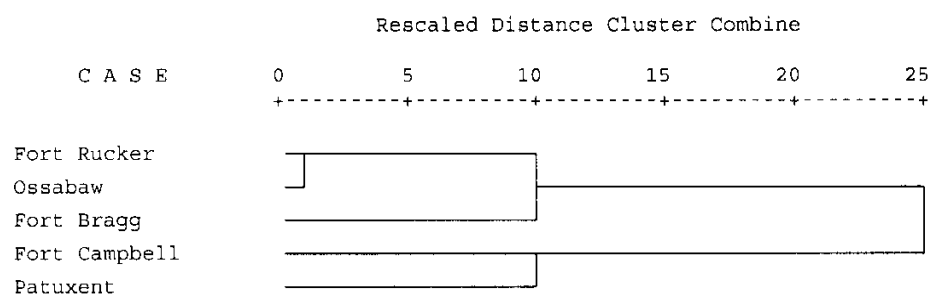 Rescaled Distance Cluster Combine
C A S E 0 5 10 15 20 25
+---------+---------+---------+---------+---------+
Fort Rucker
Ossabaw
Fort Bragg
Fort Campbell
Patuxent